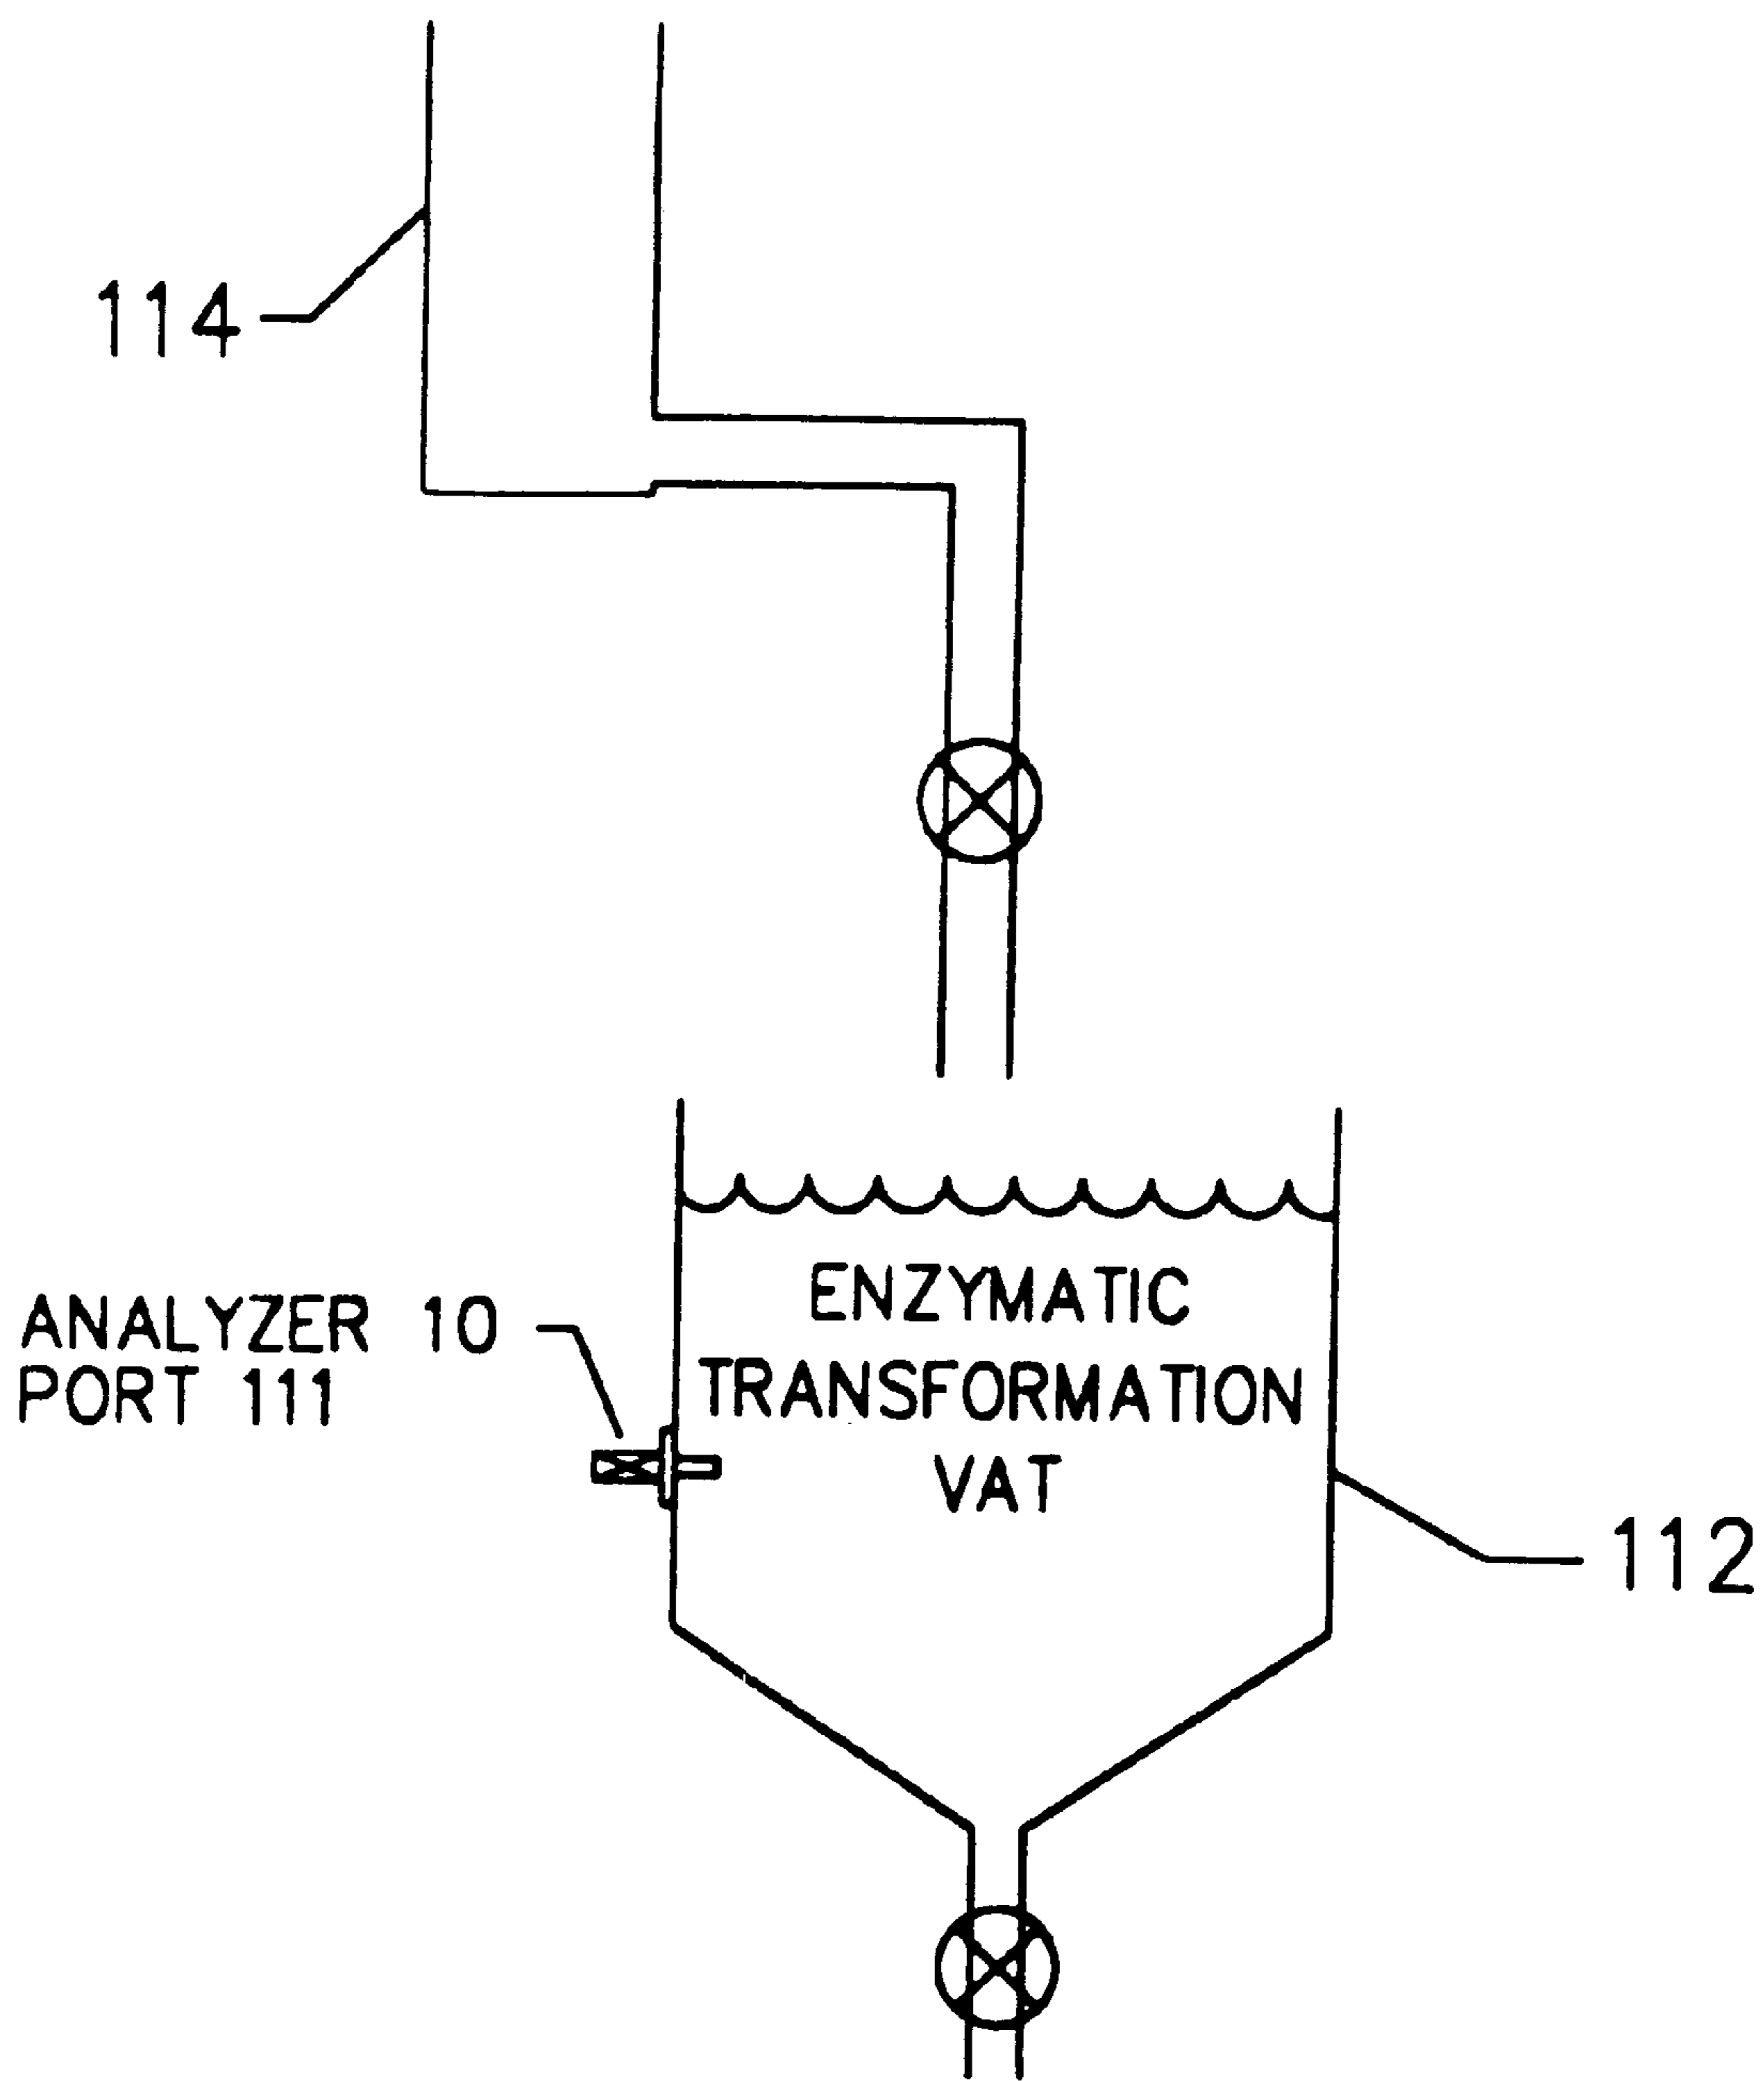 114
ENZYMATIC
TRANSFORMATION
VAT
ANALYZER 10
PORT 111
112